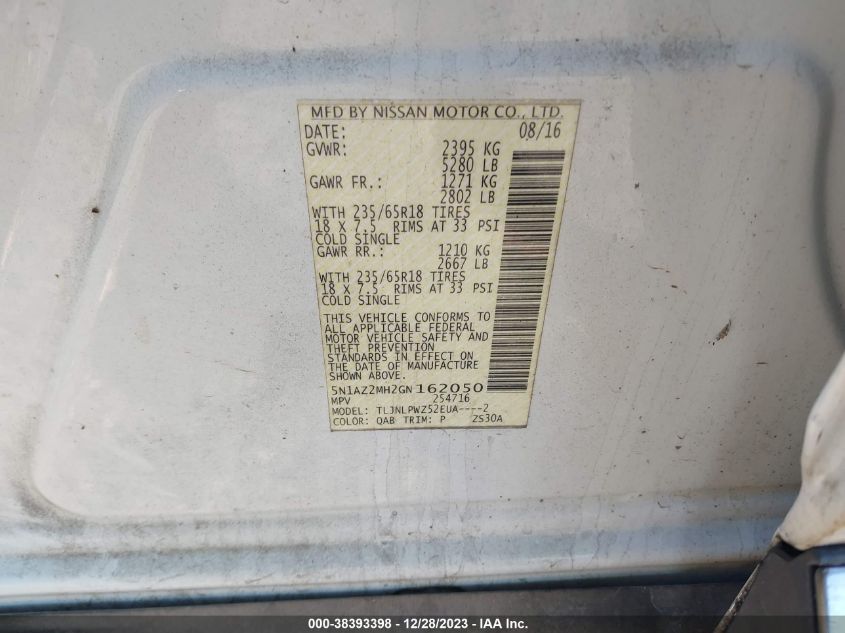 MFD BY NISSAN MOTOR CO., LTD.
DATE: 08/16
GVWR: 2395 KG
5280 LB
GAWR FR.: 1271 KG
2802 LB
WITH 235/65R18 TIRES
18 X 7.5 RIMS AT 33 PSI
COLD SINGLE
GAWR RR.: 1210 KG
2667 LB
WITH 235/65R18 TIRES
18 X 7.5 RIMS AT 33 PSI
COLD SINGLE
THIS VEHICLE CONFORMS TO
ALL APPLICABLE FEDERAL
MOTOR VEHICLE SAFETY AND
THEFT PREVENTION
STANDARDS IN EFFECT ON
THE DATE OF MANUFACTURE
SHOWN ABOVE.
5N1AZ2MH2GN162050
MPV 254716
MODEL: TLJNLPWZ52EUA----2
COLOR: QAB TRIM: P ZS30A
000-38393398 - 12/28/2023 - IAA Inc.